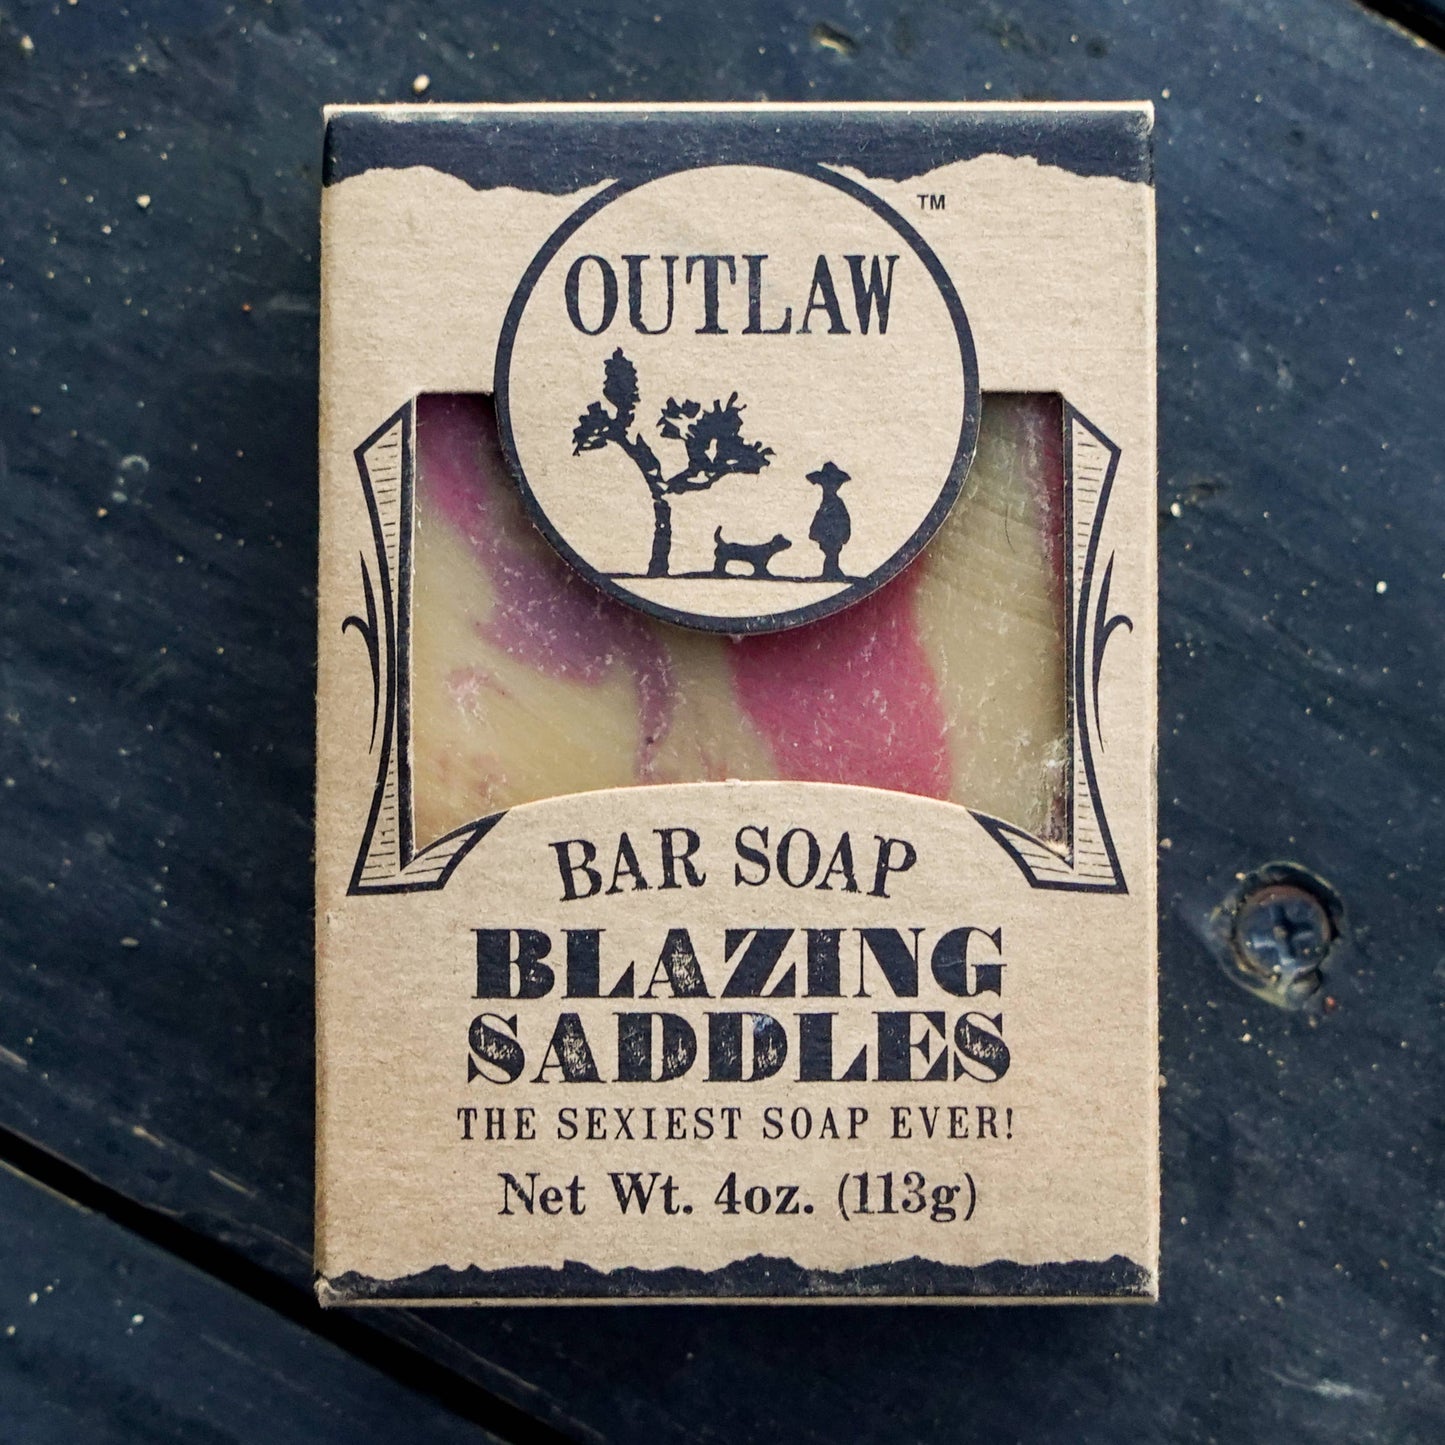 OUTLAW
™
BAR SOAP
BLAZING
SADDLES
THE SEXIEST SOAP EVER!
Net Wt. 4oz. (113g)